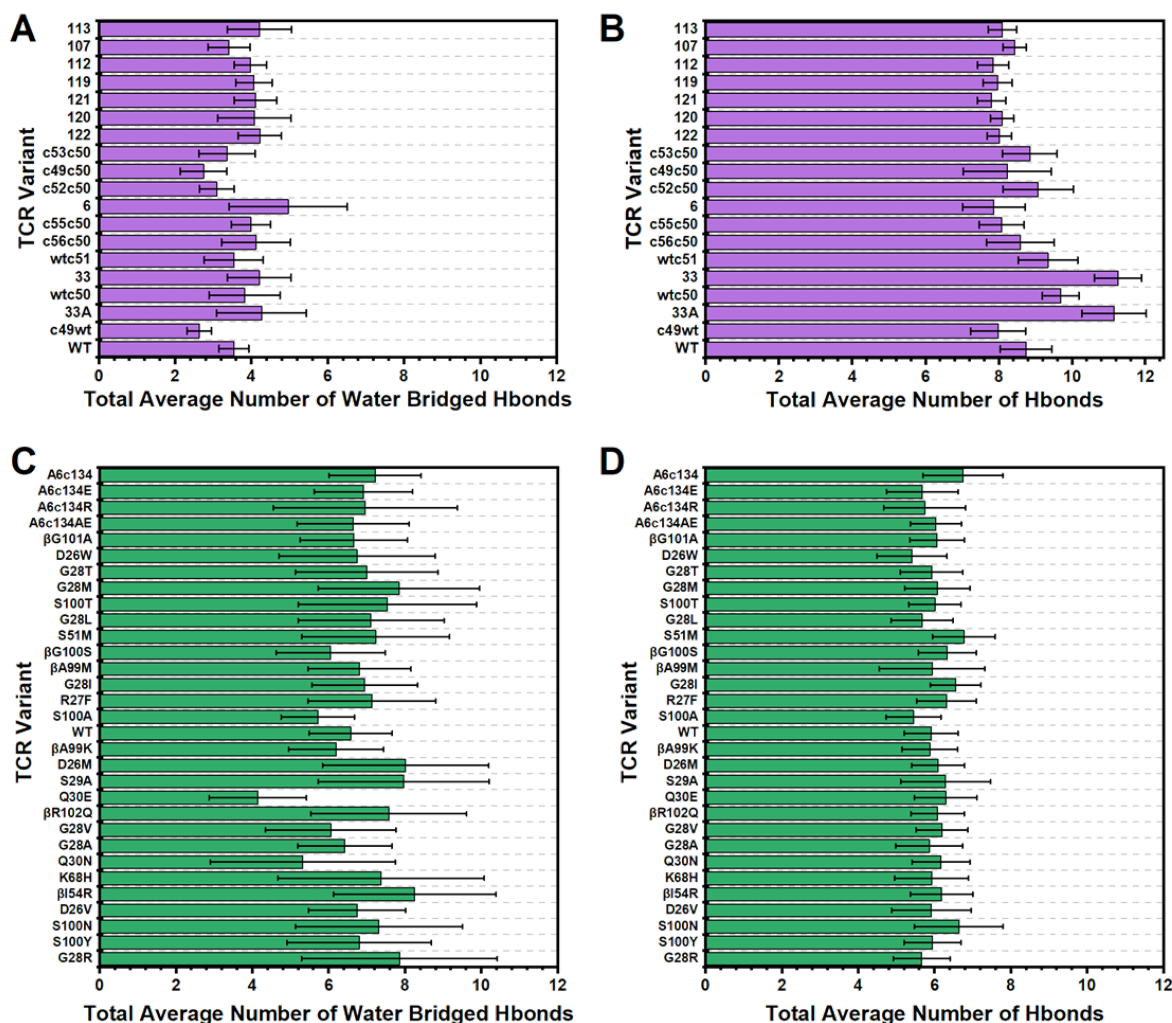 A
TCR Variant
113
107
112
119
121
120
122
c53c50
c49c50
c52c50
6
c55c50
c56c50
wtc51
33
wtc50
33A
c49wt
WT
0 2 4 6 8 10 12
Total Average Number of Water Bridged Hbonds
B
TCR Variant
113
107
112
119
121
120
122
c53c50
c49c50
c52c50
6
c55c50
c56c50
wtc51
33
wtc50
33A
c49wt
WT
0 2 4 6 8 10 12
Total Average Number of Hbonds
C
TCR Variant
A6c134
A6c134E
A6c134R
A6c134AE
βG101A
D26W
G28T
G28M
S100T
G28L
S51M
βG100S
βA99M
G28I
R27F
S100A
WT
βA99K
D26M
S29A
Q30E
βR102Q
G28V
G28A
Q30N
K68H
βI54R
D26V
S100N
S100Y
G28R
0 2 4 6 8 10 12
Total Average Number of Water Bridged Hbonds
D
TCR Variant
A6c134
A6c134E
A6c134R
A6c134AE
βG101A
D26W
G28T
G28M
S100T
G28L
S51M
βG100S
βA99M
G28I
R27F
S100A
WT
βA99K
D26M
S29A
Q30E
βR102Q
G28V
G28A
Q30N
K68H
βI54R
D26V
S100N
S100Y
G28R
0 2 4 6 8 10 12
Total Average Number of Hbonds